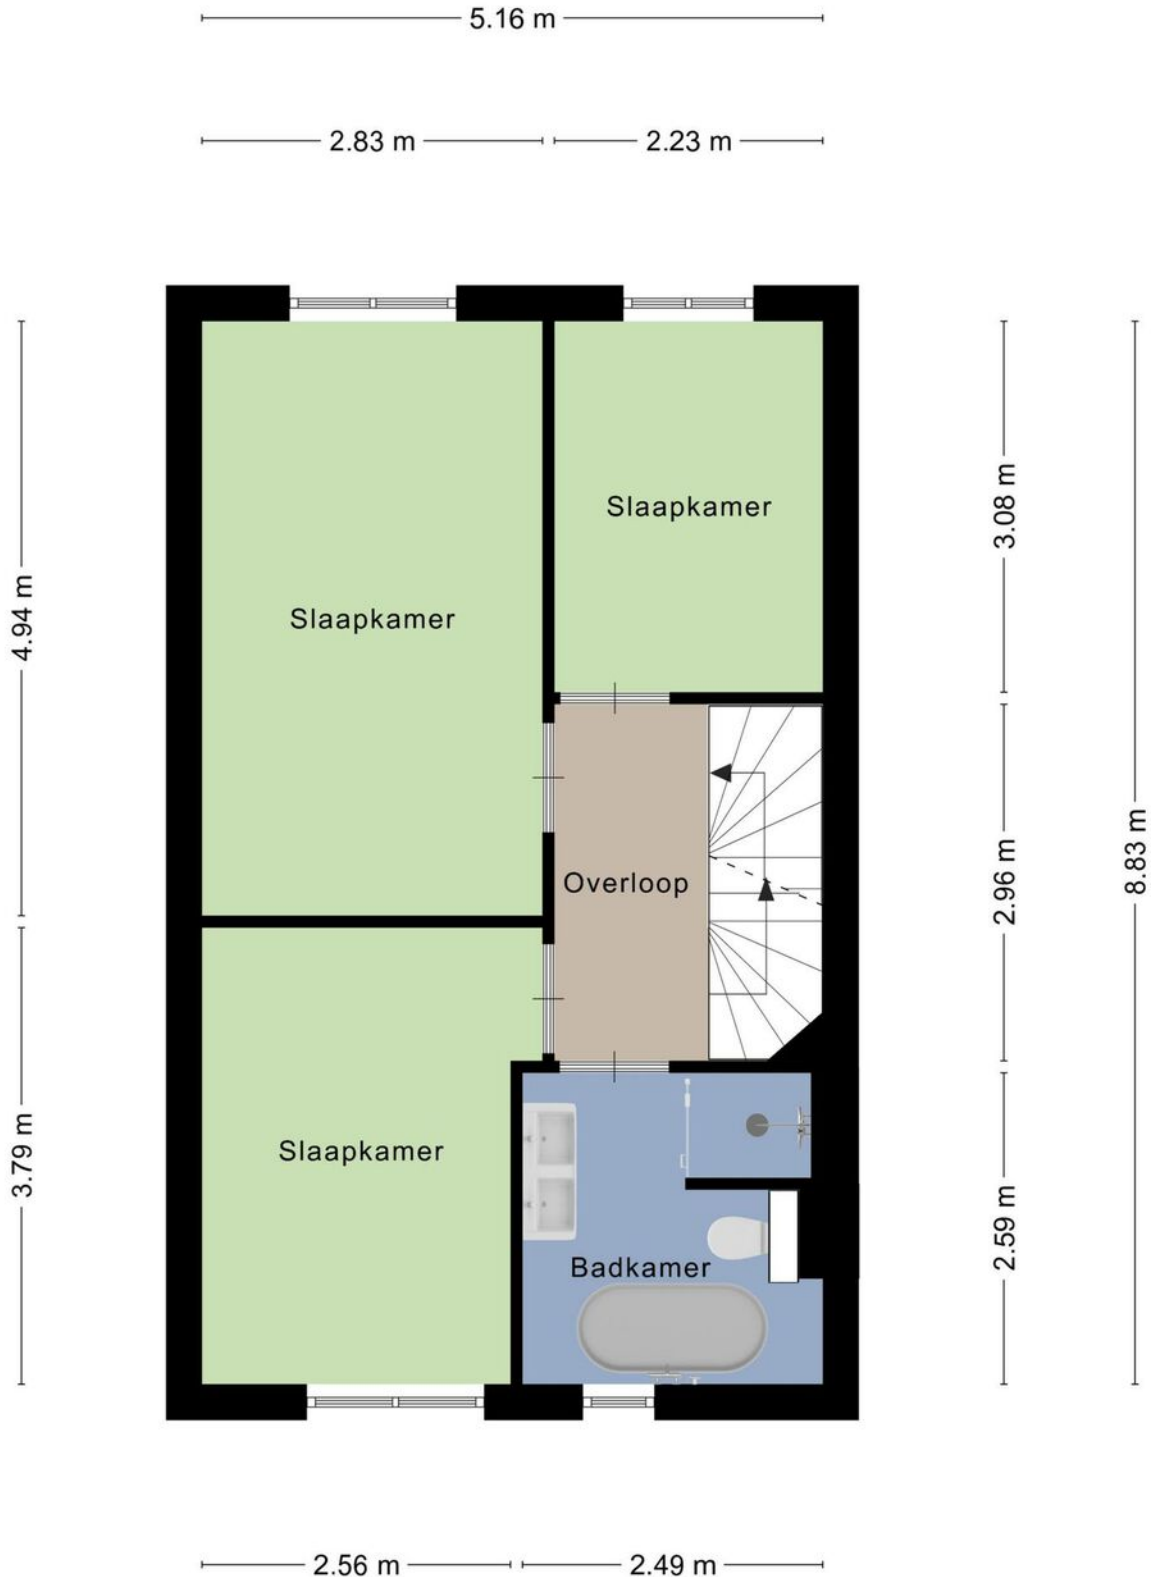 5.16 m
2.83 m
2.23 m
Slaapkamer
3.08 m
Slaapkamer
4.94 m
Overloop
2.96 m
8.83 m
Slaapkamer
3.79 m
Badkamer
2.59 m
2.56 m
2.49 m